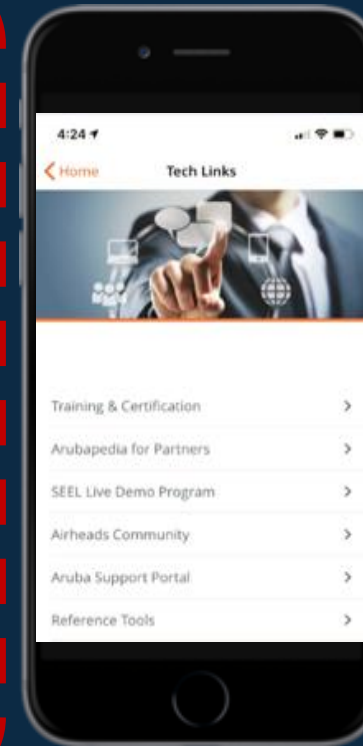 4:24
Home Tech Links
Training & Certification
Arubapedia for Partners
SEEL Live Demo Program
Airheads Community
Aruba Support Portal
Reference Tools